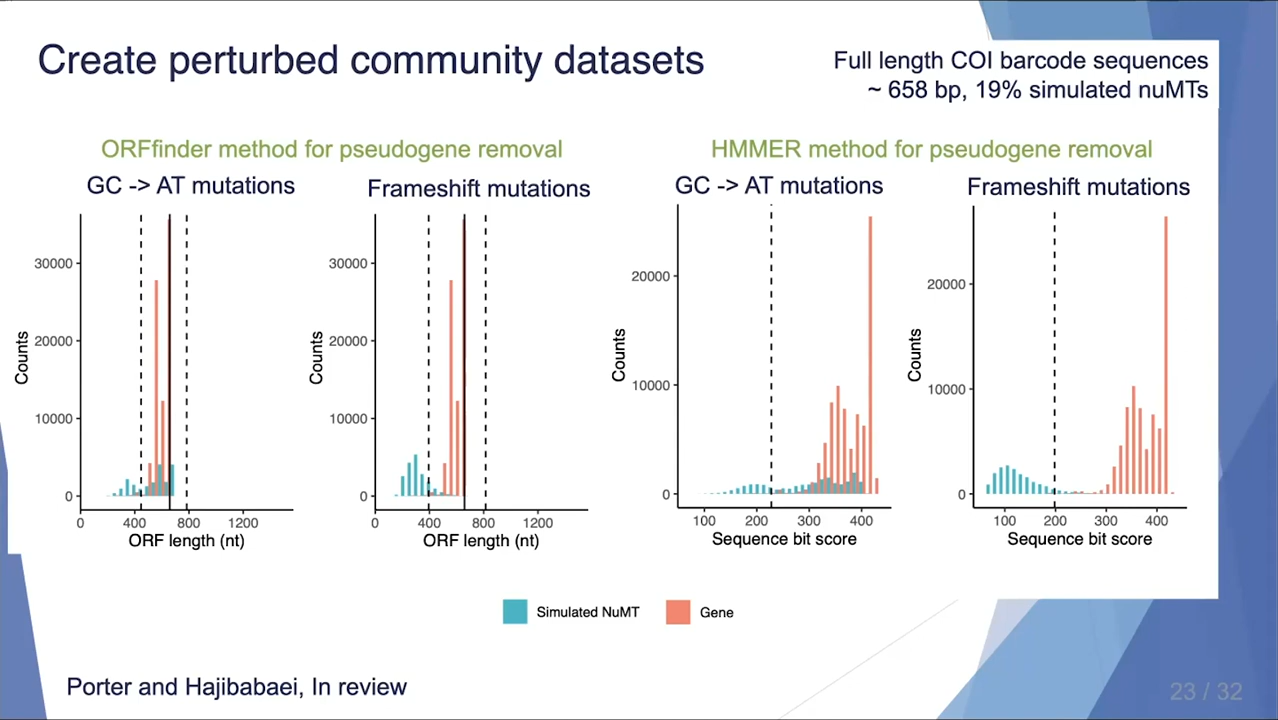 Create perturbed community datasets
Full length COI barcode sequences
~ 658 bp, 19% simulated nuMTs
ORFfinder method for pseudogene removal
HMMER method for pseudogene removal
GC -> AT mutations
Frameshift mutations
GC -> AT mutations
Frameshift mutations
Counts
30000
20000
10000
0
0 400 800 1200
ORF length (nt)
Counts
30000
20000
10000
0
0 400 800 1200
ORF length (nt)
Counts
20000
10000
0
100 200 300 400
Sequence bit score
Counts
20000
10000
0
100 200 300 400
Sequence bit score
Simulated NuMT
Gene
Porter and Hajibabaei, In review
23 / 32